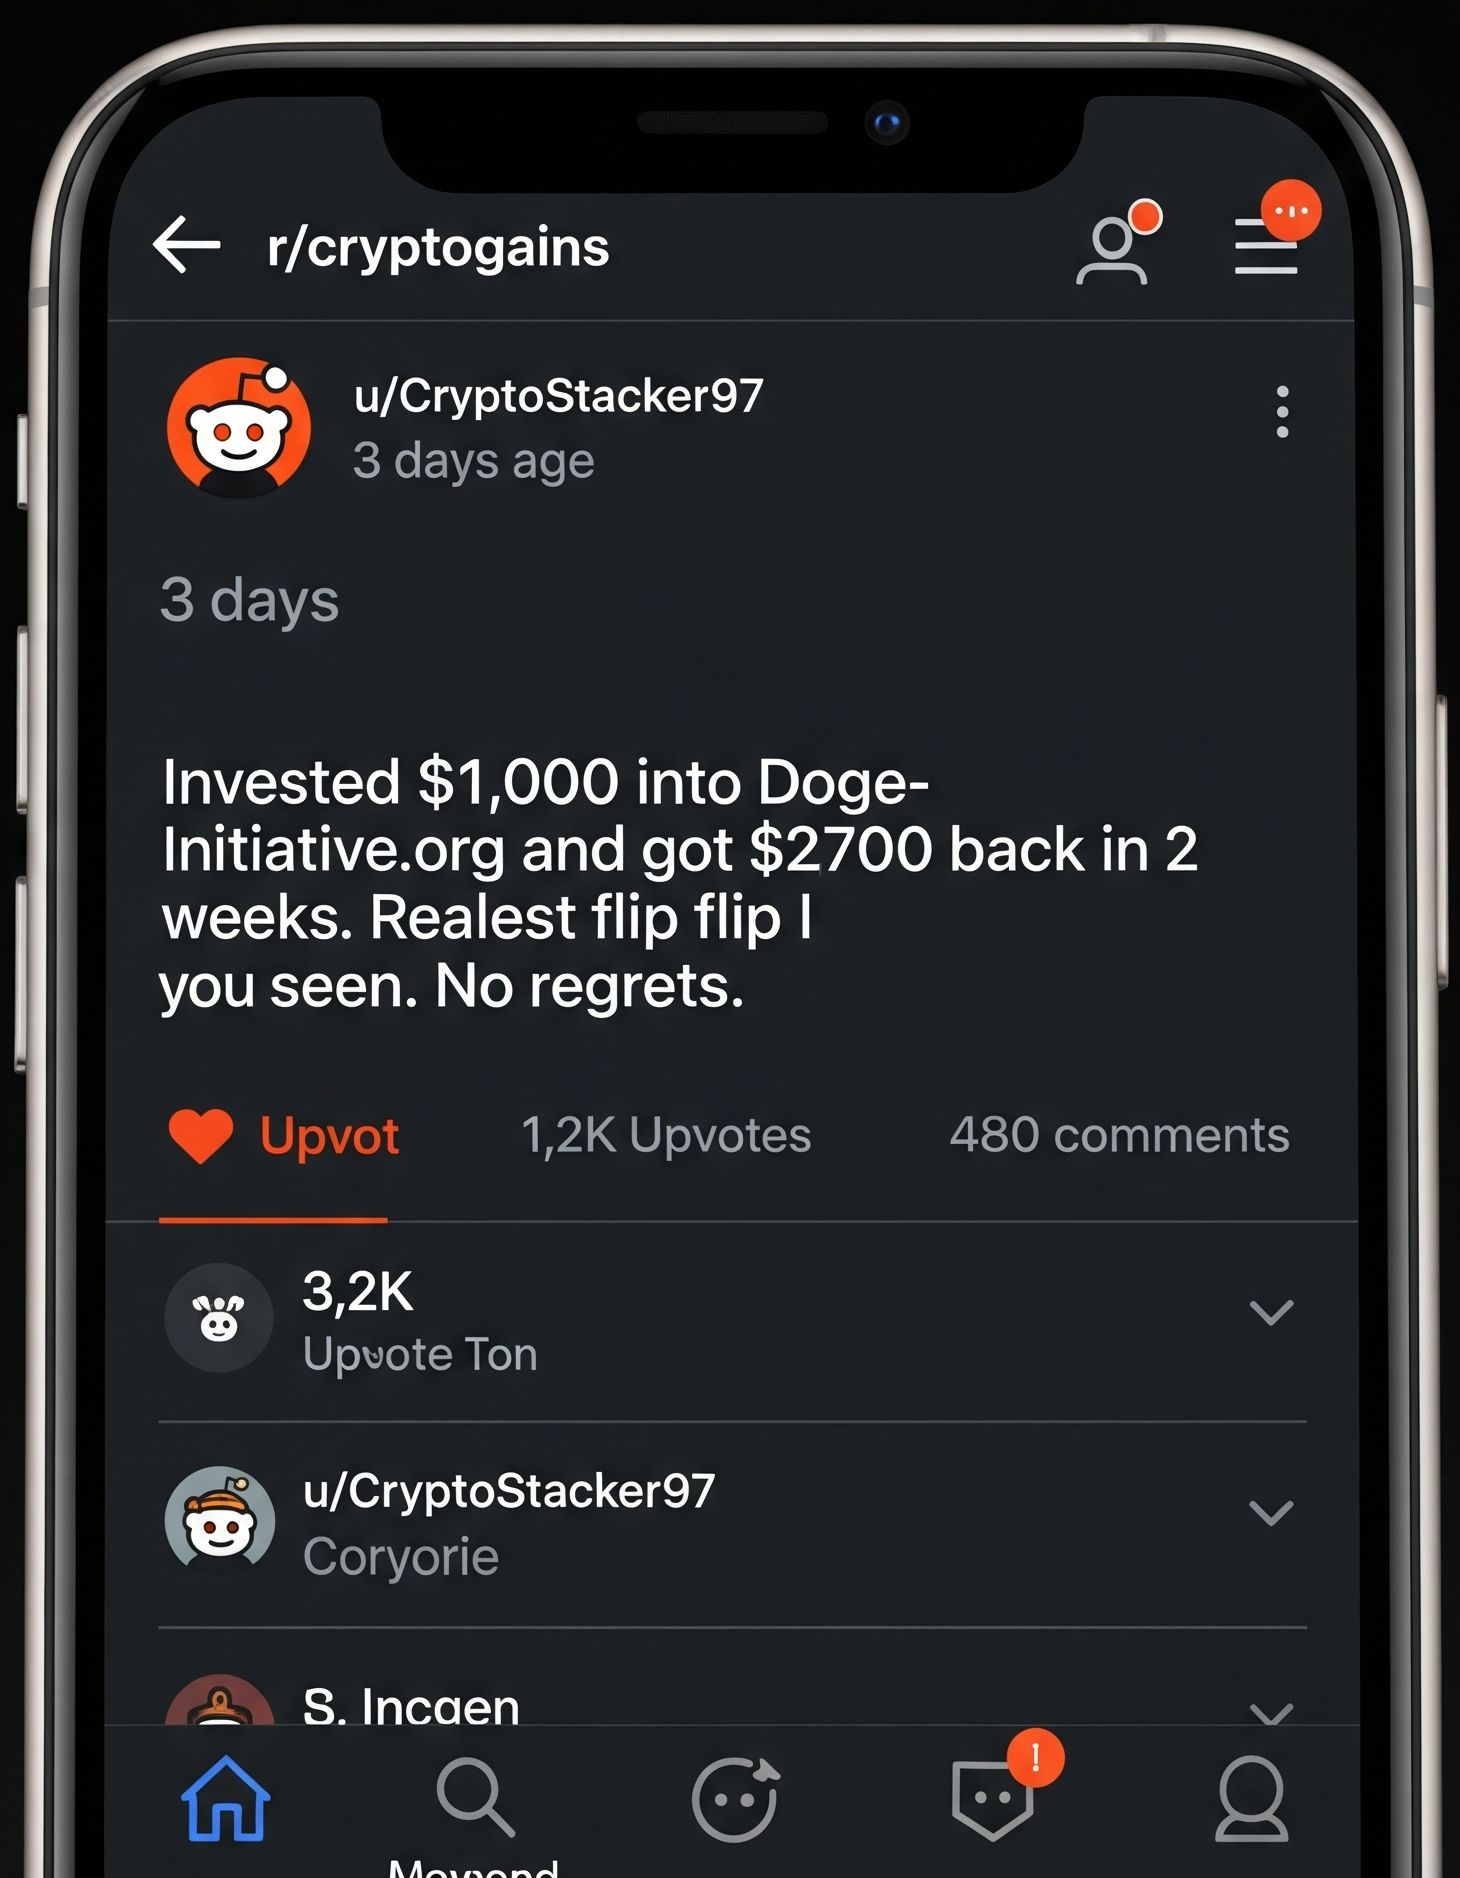 r/cryptogains
u/CryptoStacker97
3 days age
3 days
Invested $1,000 into Doge-
Initiative.org and got $2700 back in 2
weeks. Realest flip flip I
you seen. No regrets.
Upvot 1,2K Upvotes 480 comments
3,2K
Upvote Ton
u/CryptoStacker97
Coryorie
S. Incgen
!